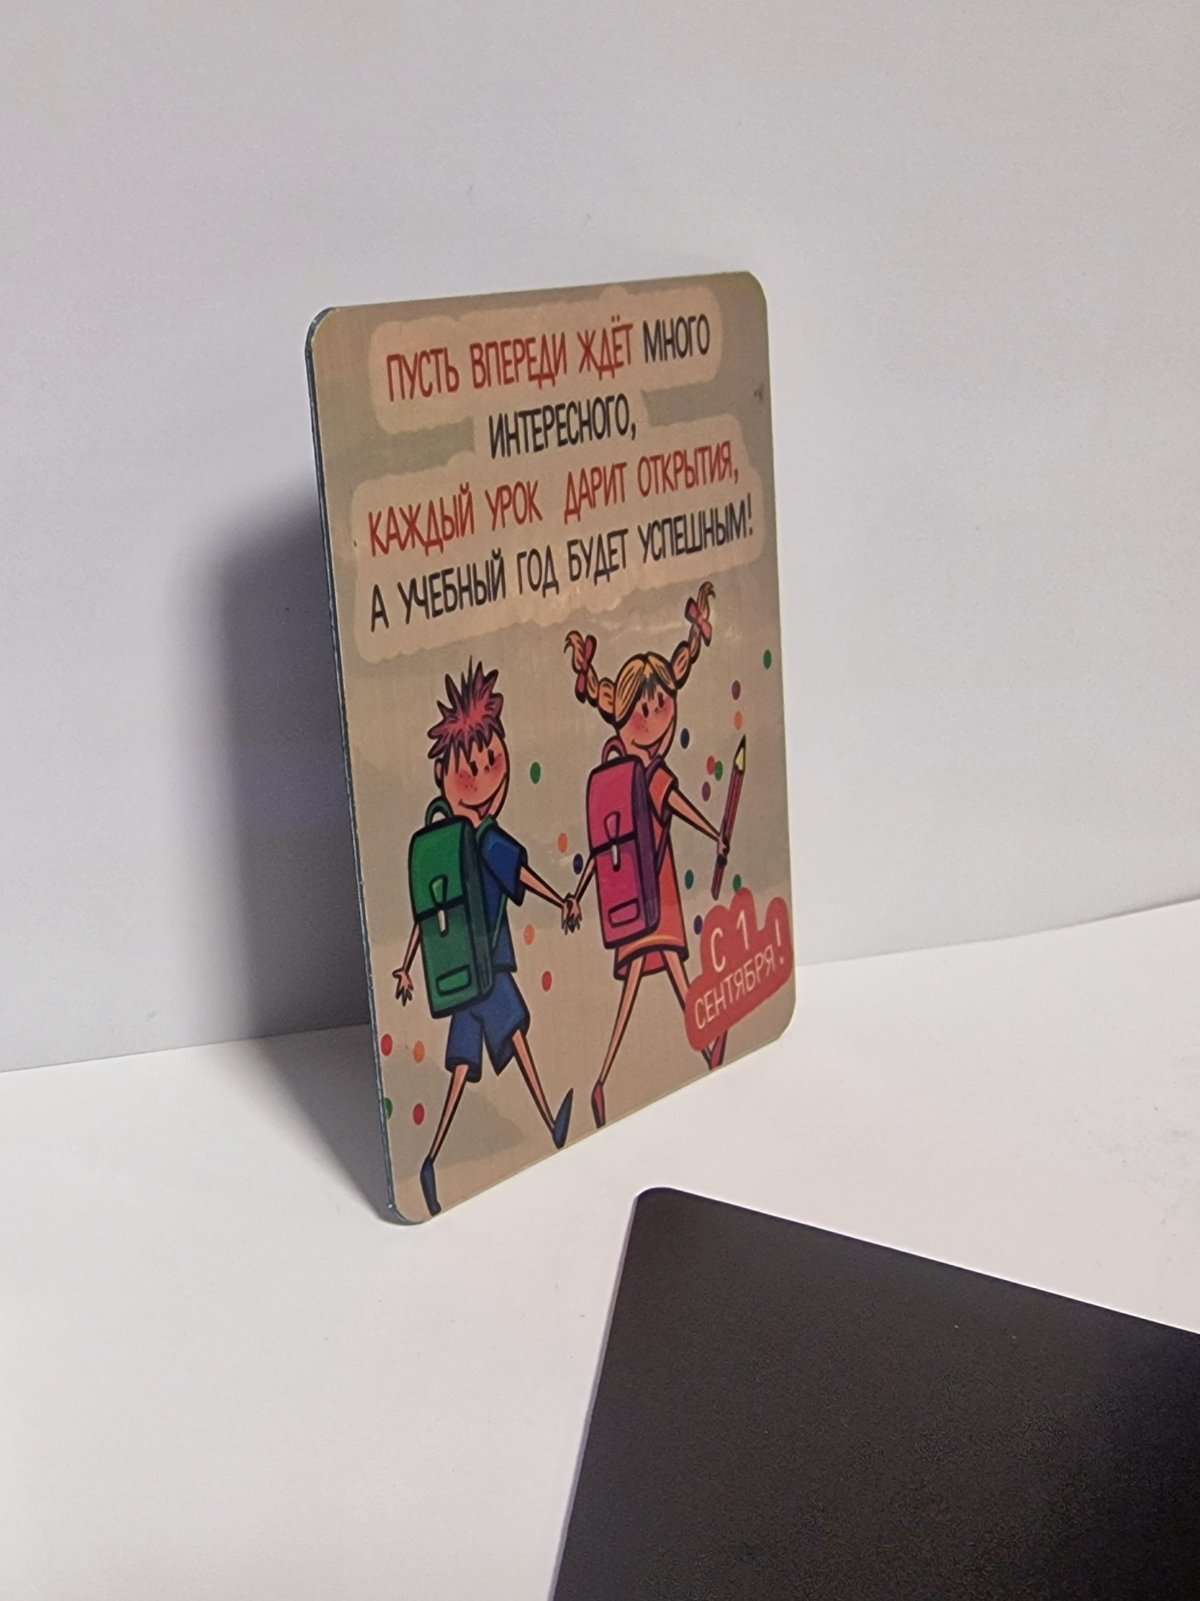 ПУСТЬ ВПЕРЕДИ ЖДЁТ МНОГО
ИНТЕРЕСНОГО,
КАЖДЫЙ УРОК ДАРИТ ОТКРЫТИЯ,
А УЧЕБНЫЙ ГОД БУДЕТ УСПЕШНЫМ!
С 1
СЕНТЯБРЯ!